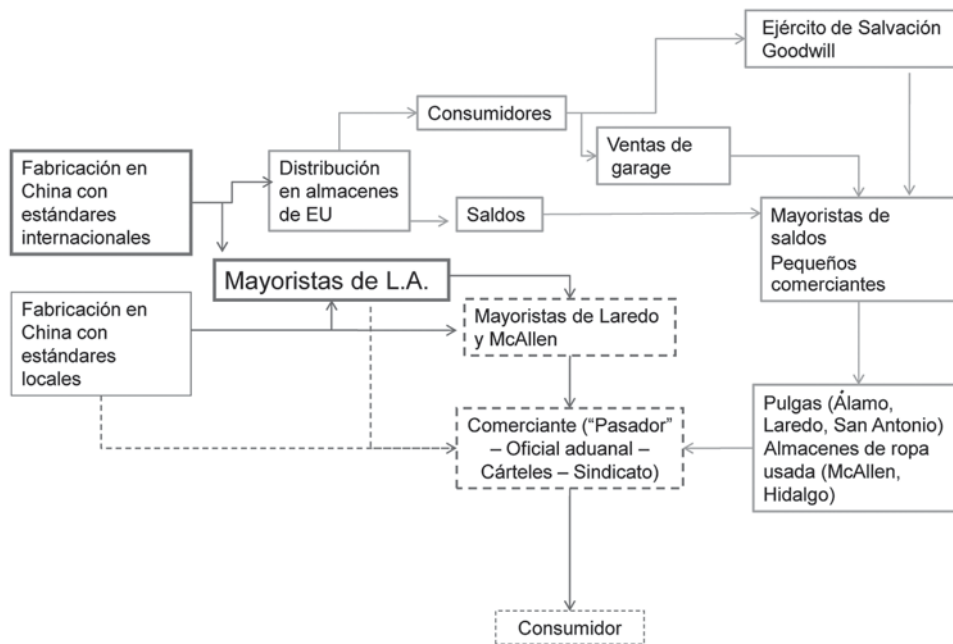 Ejército de Salvación
Goodwill
Consumidores
Ventas de
garage
Fabricación en
China con
estándares
internacionales
Distribución
en almacenes
de EU
Saldos
Mayoristas de
saldos
Pequeños
comerciantes
Mayoristas de L.A.
Fabricación en
China con
estándares
locales
Mayoristas de Laredo
y McAllen
Comerciante (“Pasador”
– Oficial aduanal –
Cárteles – Sindicato)
Pulgas (Álamo,
Laredo, San Antonio)
Almacenes de ropa
usada (McAllen,
Hidalgo)
Consumidor